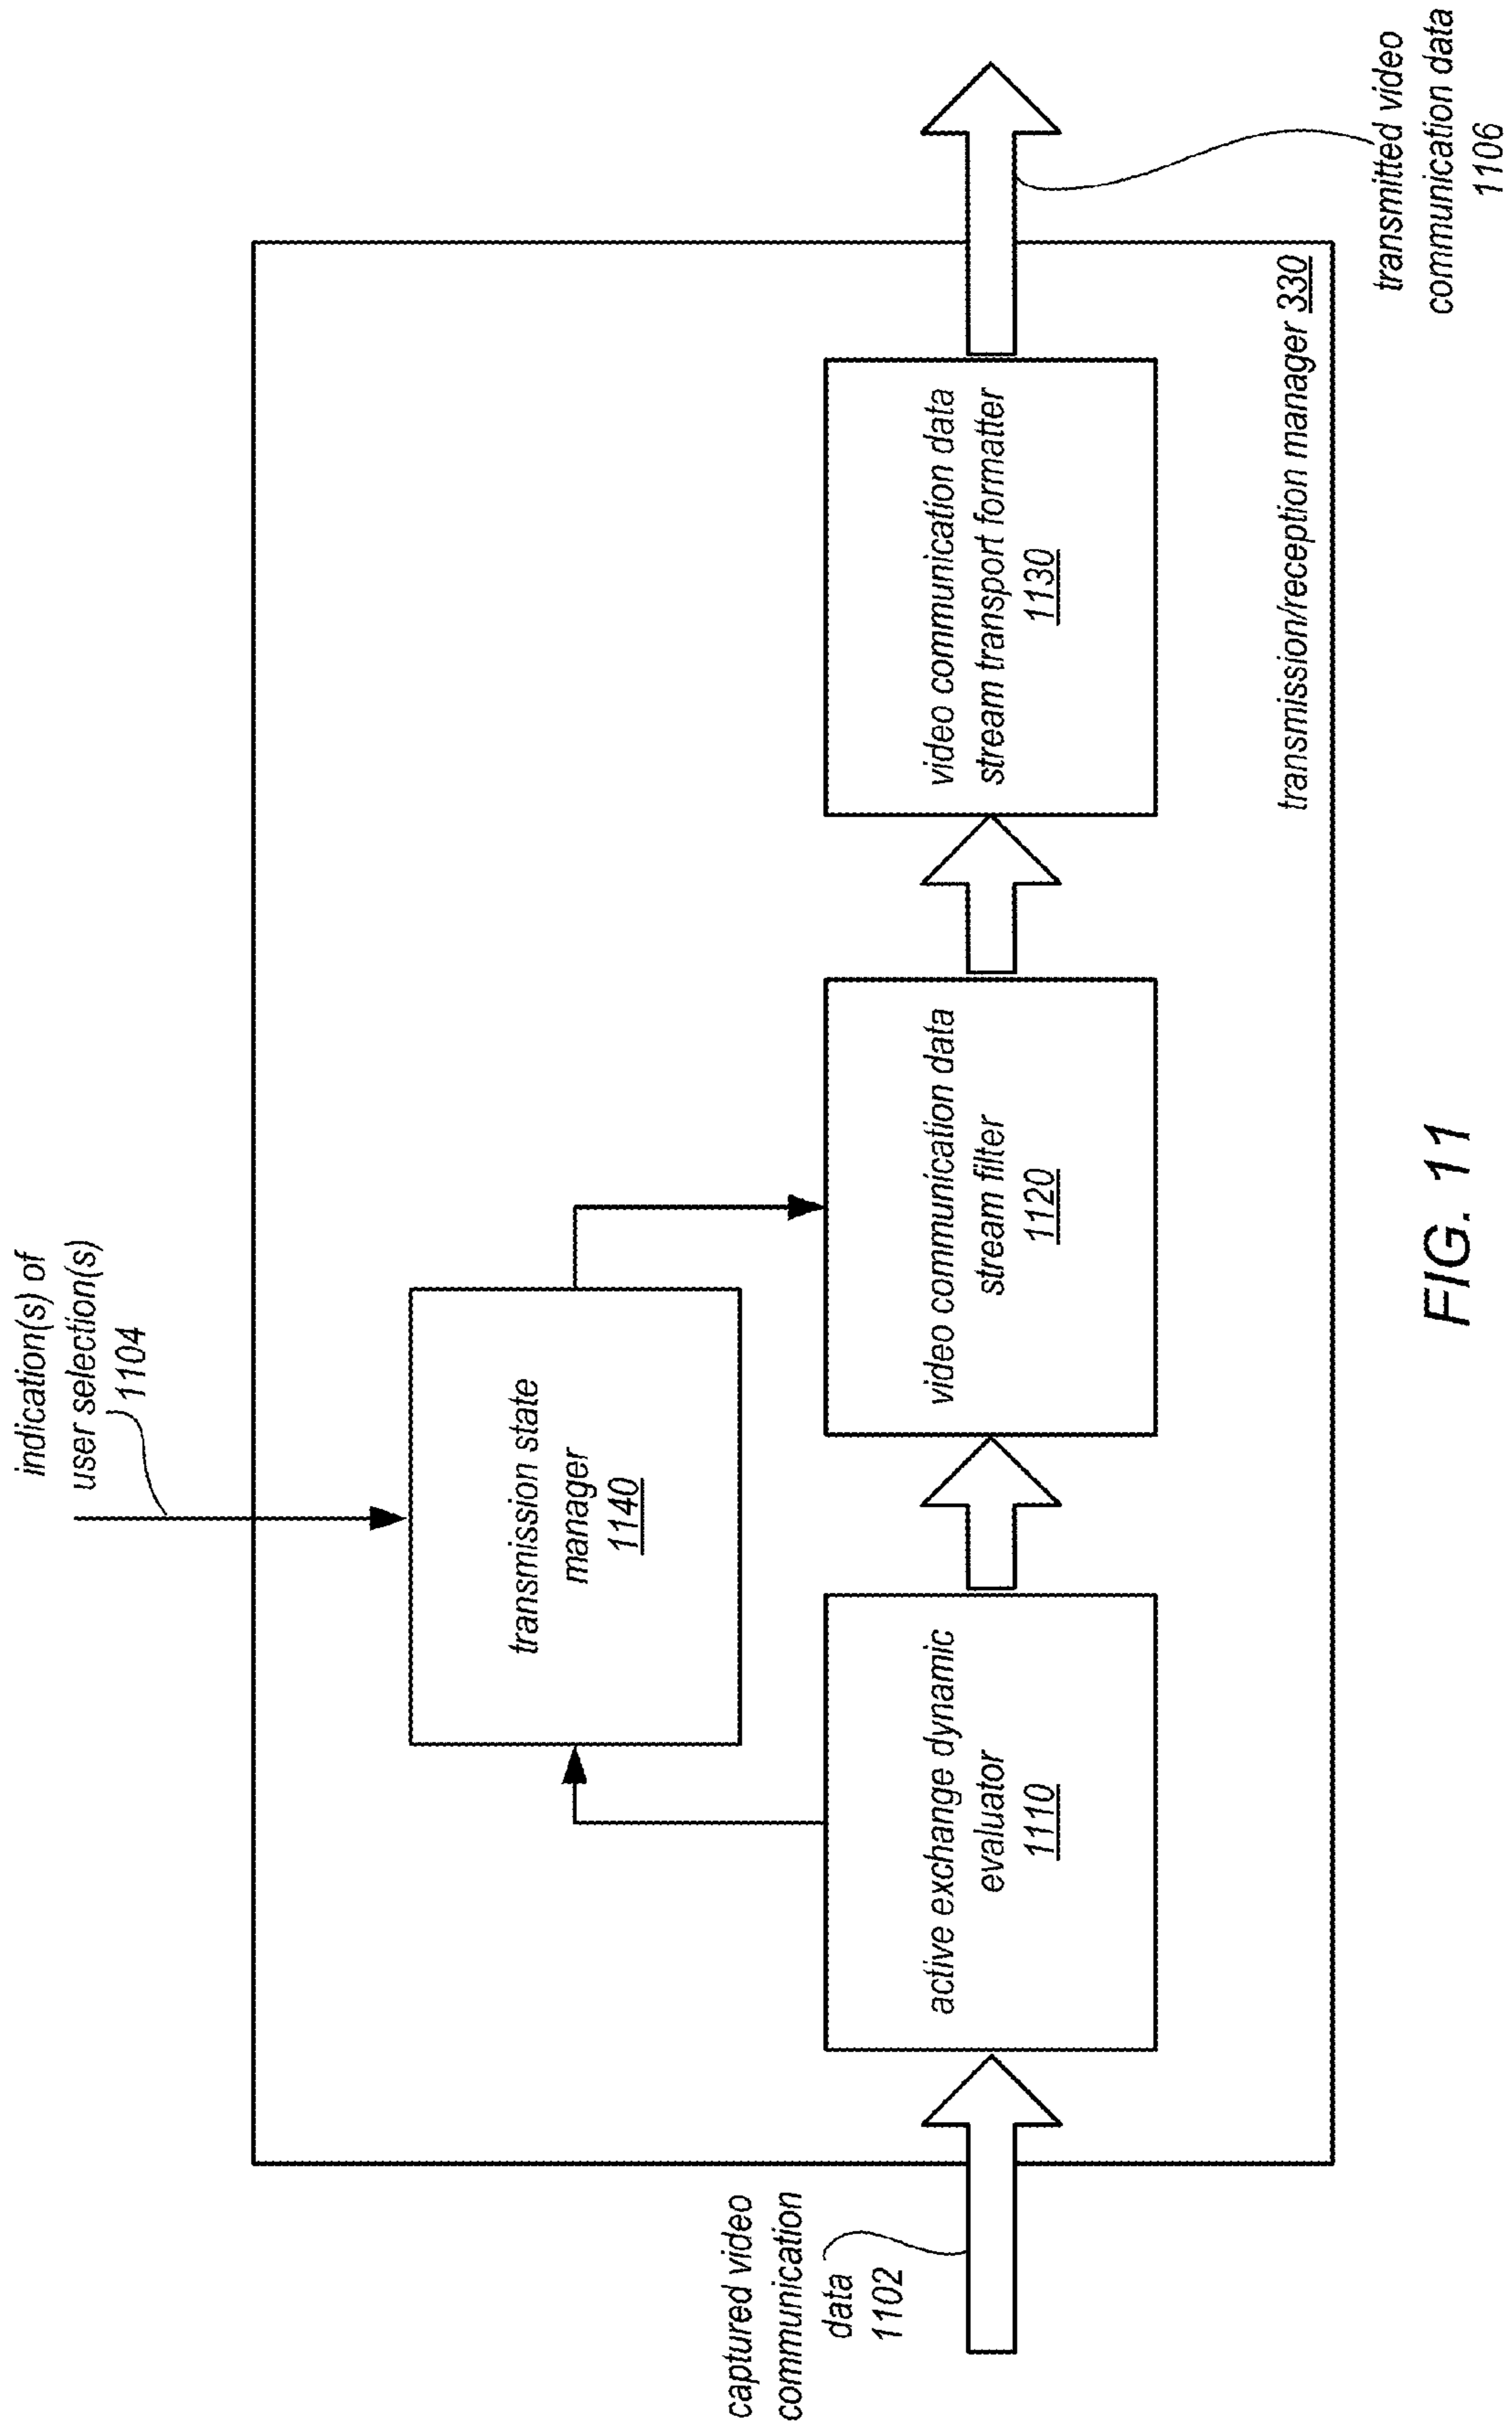 indication(s) of
user selection(s)
1104
transmission state
manager
1140
captured video
communication
data
1102
active exchange dynamic
evaluator
1110
video communication data
stream filter
1120
video communication data
stream transport formatter
1130
transmission/reception manager 330
transmitted video
communication data
1106
FIG. 11